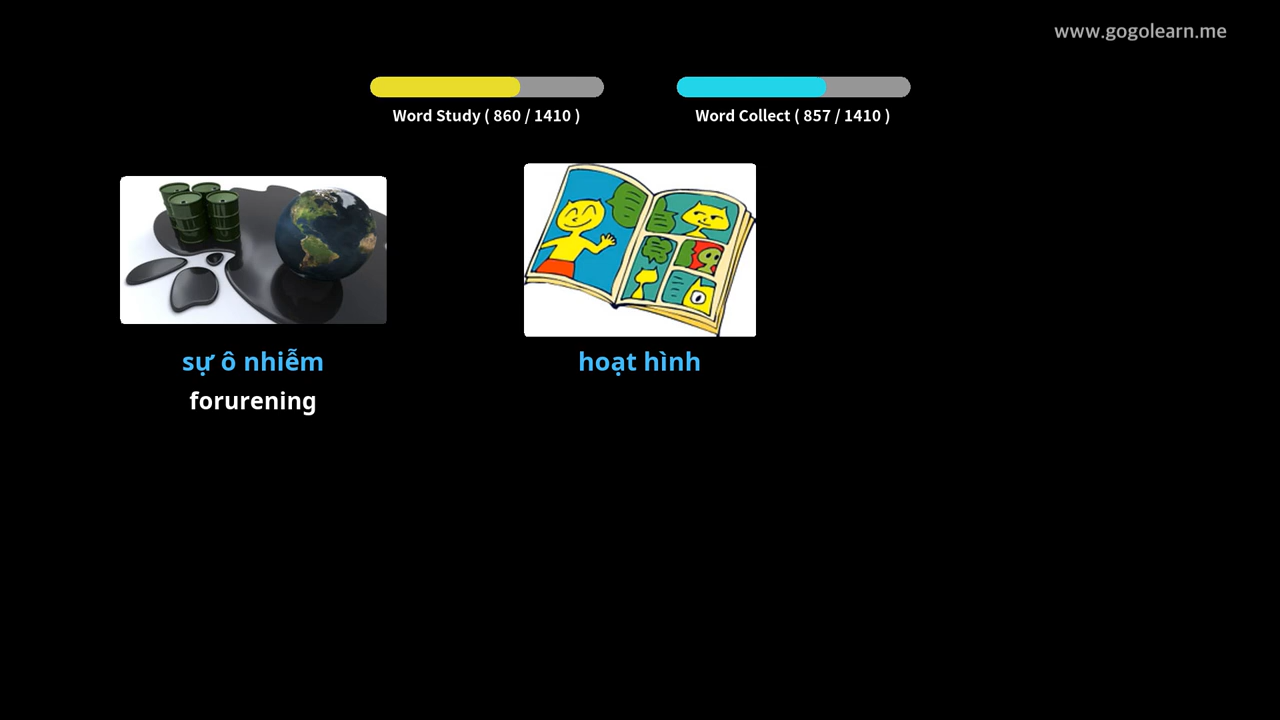 www.gogolearn.me
Word Study ( 860 / 1410 )
Word Collect ( 857 / 1410 )
sự ô nhiễm
forurening
hoạt hình